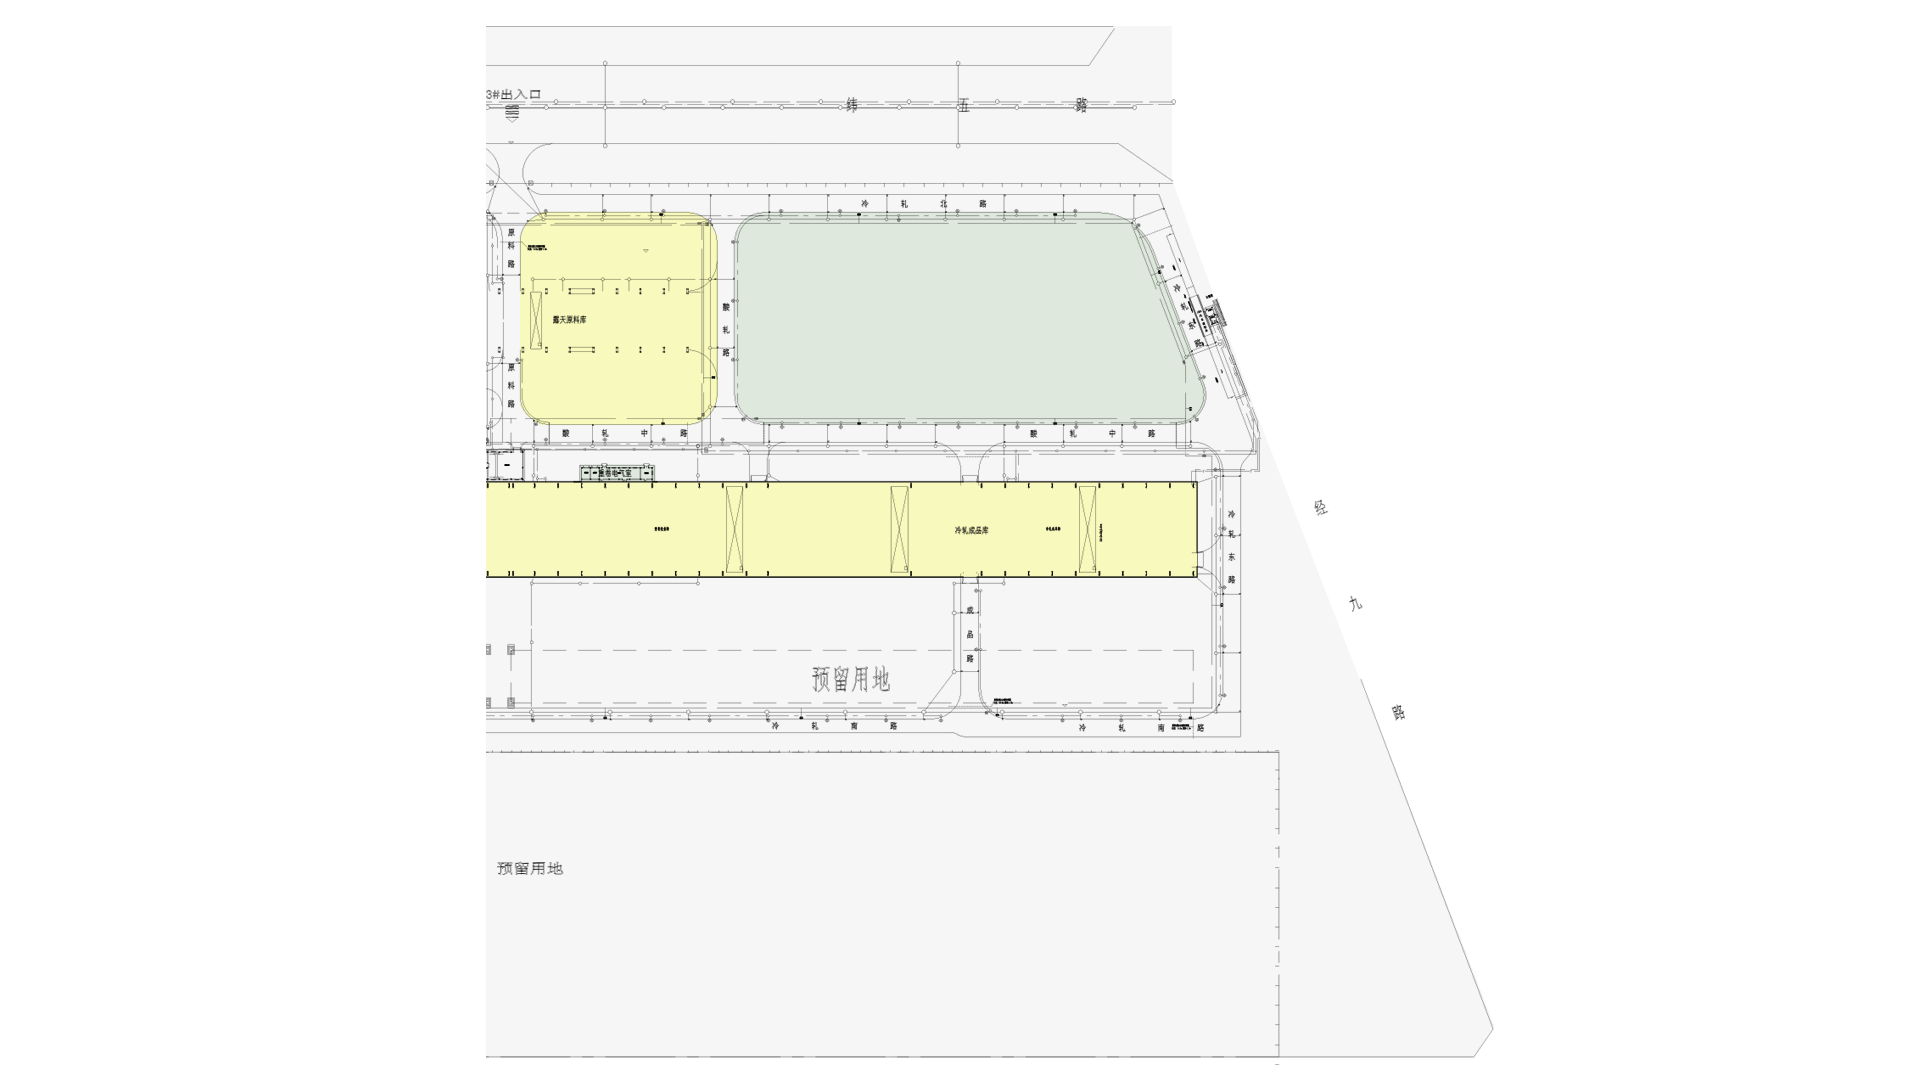 3#出入口
纬五路
冷轧北路
原料路
露天原料库
酸轧路
冷轧东路
原料路
酸轧中路
酸轧中路
冷轧成品库
经九路
冷轧东路
成品路
预留用地
冷轧南路
冷轧南路
预留用地